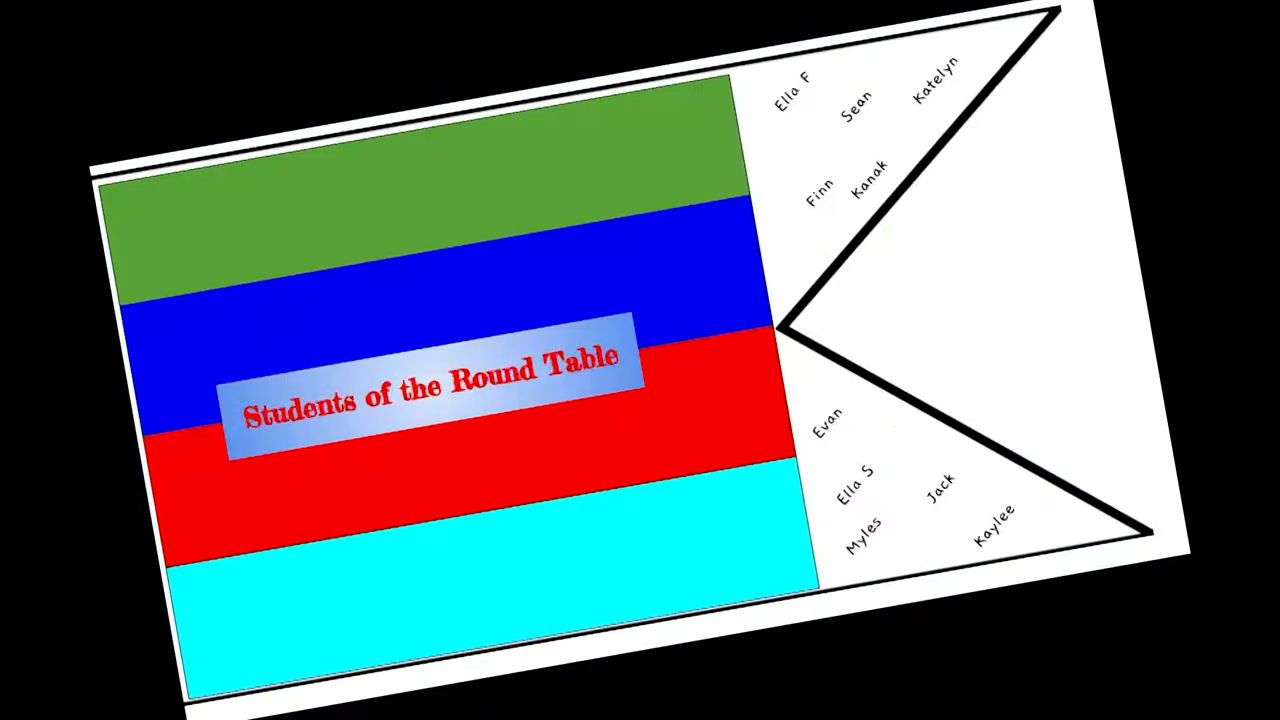 Students of the Round Table
Ella F
Sean
Katelyn
Finn
Kanak
Evan
Ella S
Jack
Myles
Kaylee